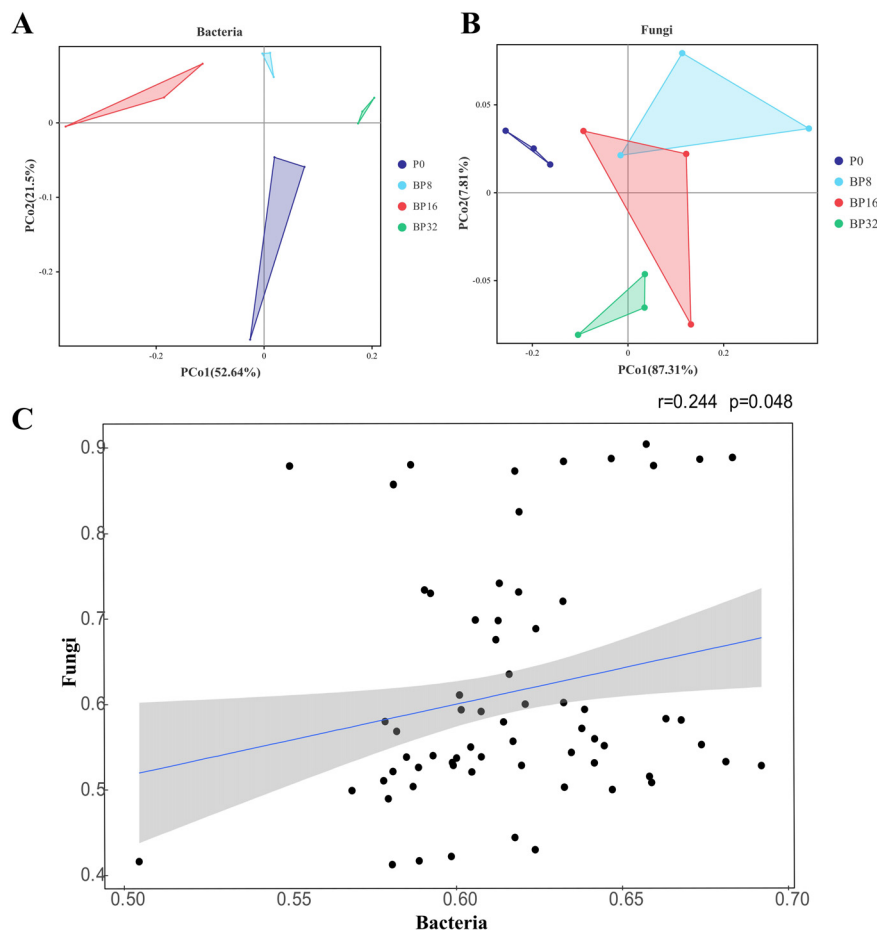 A
Bacteria
0
-0.1
-0.2
PCo2(21.5%)
-0.2
0
0.2
PCo1(52.64%)
P0
BP8
BP16
BP32
B
Fungi
0.05
0
-0.05
PCo2(7.81%)
-0.2
0
0.2
PCo1(87.31%)
P0
BP8
BP16
BP32
C
r=0.244 p=0.048
0.9
0.8
0.7
0.6
0.5
0.4
Fungi
0.50
0.55
0.60
0.65
0.70
Bacteria